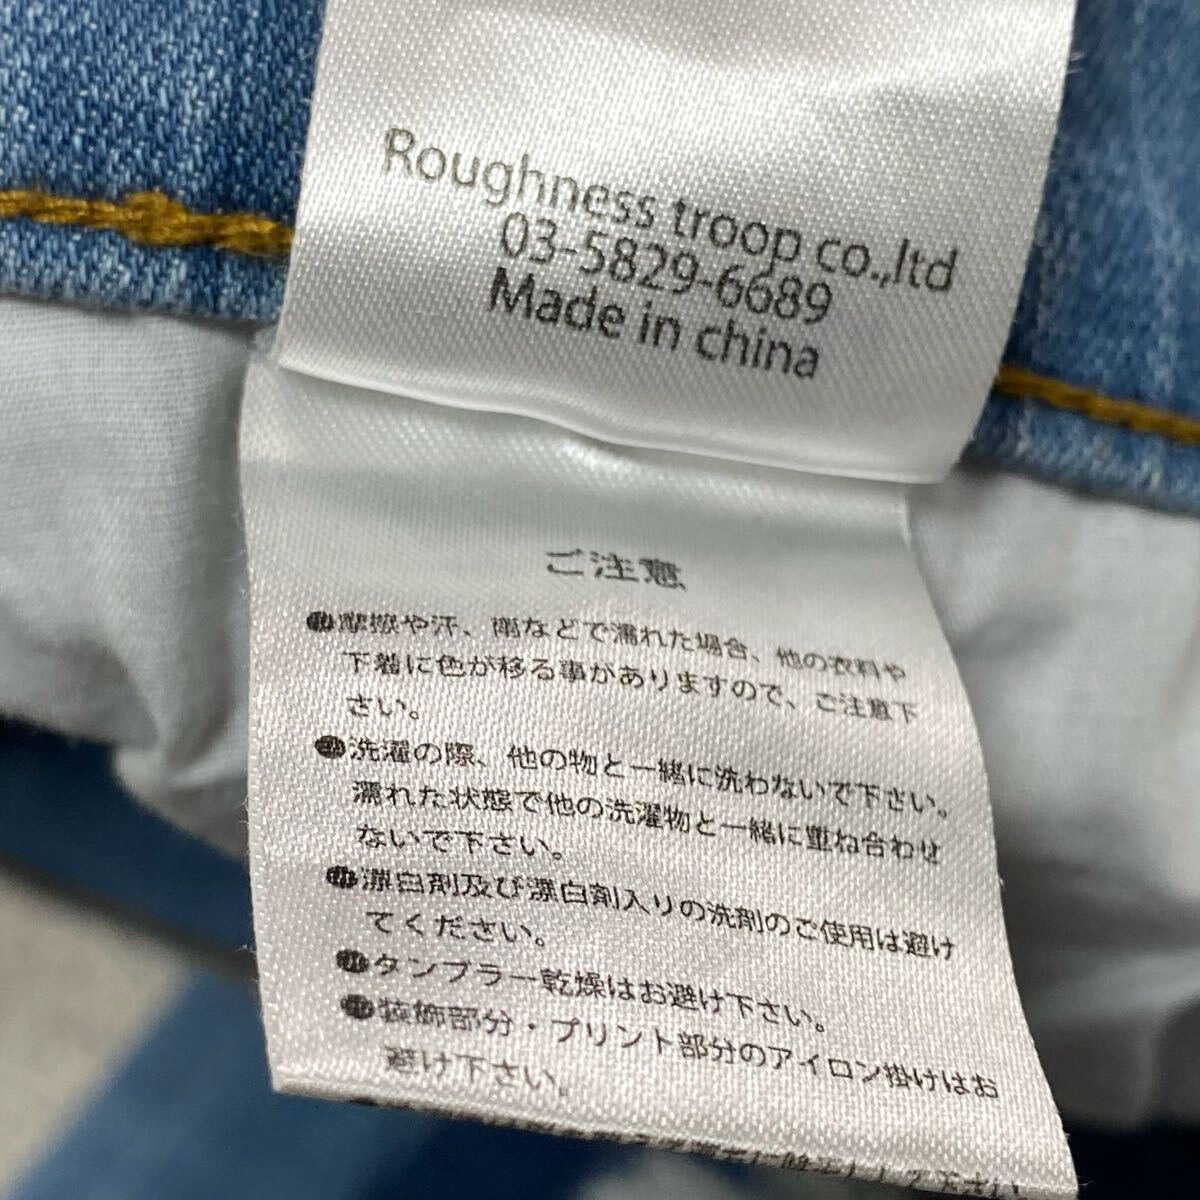 Roughness troop co.,ltd
03-5829-6689
Made in china
ご注意
●摩擦や汗、雨などで濡れた場合、他の衣料や
下着に色が移る事がありますので、ご注意下
さい。
●洗濯の際、他の物と一緒に洗わないで下さい。
濡れた状態で他の洗濯物と一緒に重ね合わせ
ないで下さい。
●漂白剤及び漂白剤入りの洗剤のご使用は避け
てください。
●タンブラー乾燥はお避け下さい。
●装飾部分・プリント部分のアイロン掛けはお
避け下さい。